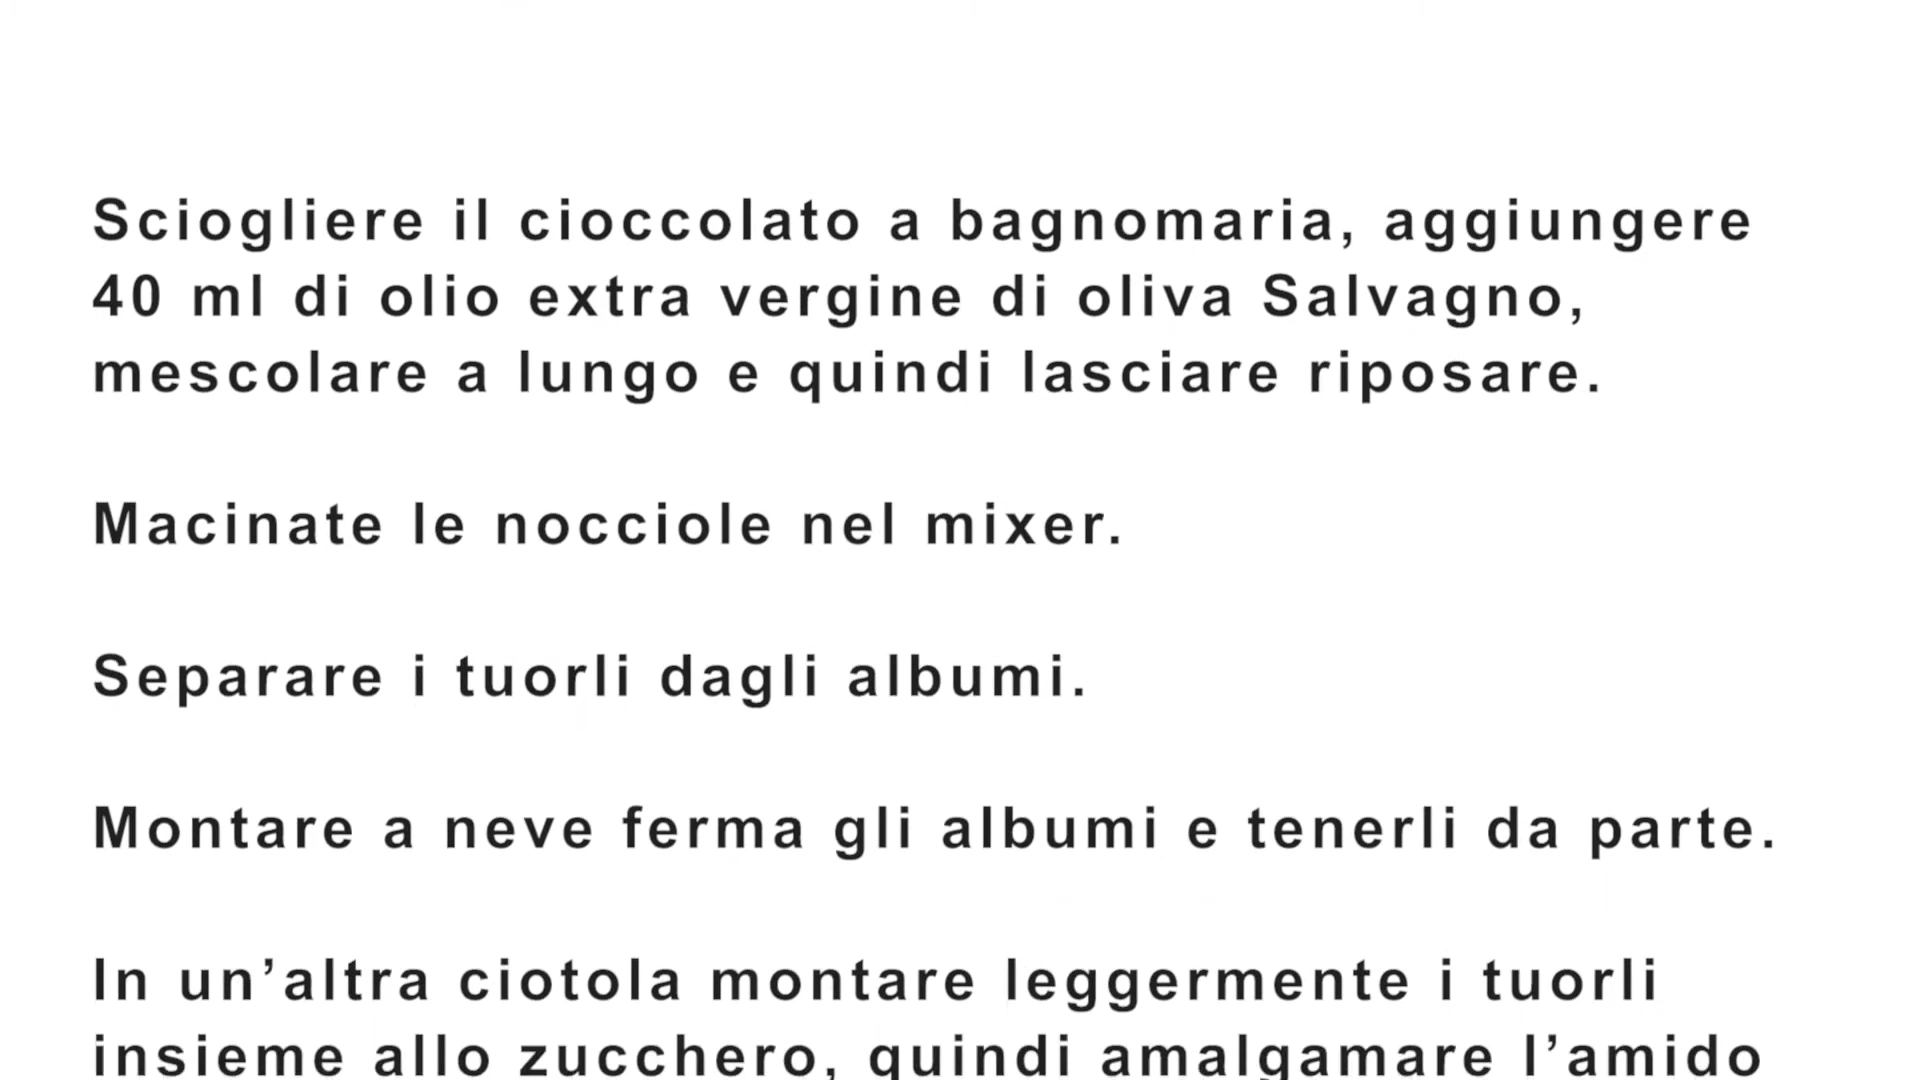 Sciogliere il cioccolato a bagnomaria, aggiungere
40 ml di olio extra vergine di oliva Salvagno,
mescolare a lungo e quindi lasciare riposare.
Macinate le nocciole nel mixer.
Separare i tuorli dagli albumi.
Montare a neve ferma gli albumi e tenerli da parte.
In un’altra ciotola montare leggermente i tuorli
insieme allo zucchero, quindi amalgamare l’amido